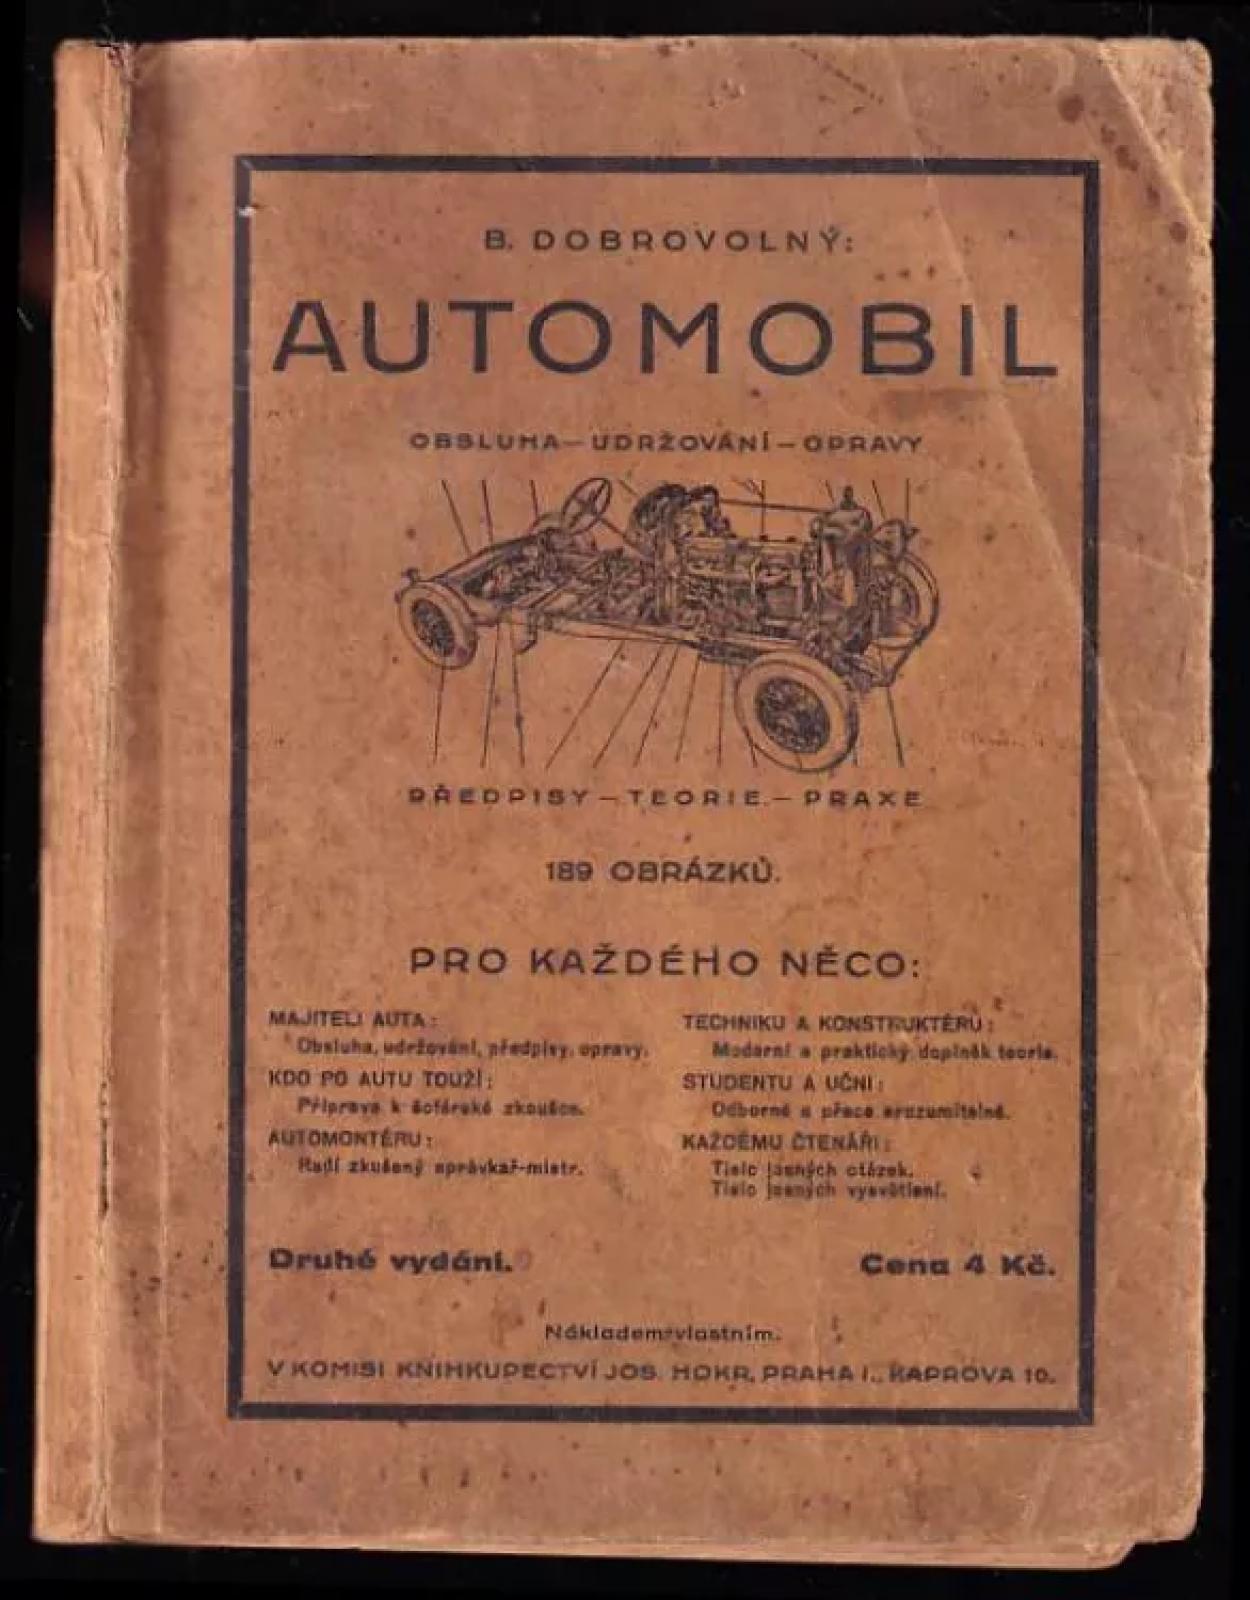 B. DOBROVOLNÝ:
AUTOMOBIL
OBSLUHA — UDRŽOVÁNÍ — OPRAVY
PŘEDPISY — TEORIE — PRAXE
189 OBRÁZKŮ.
PRO KAŽDÉHO NĚCO:
MAJITELI AUTA:
Obsluha, udržování, předpisy, opravy.
KDO PO AUTU TOUŽÍ:
Příprava k šoférské zkoušce.
AUTOMONTÉRU:
Radí zkušený správkař-mistr.
TECHNIKU A KONSTRUKTÉRU:
Moderní a praktický doplněk teorie.
STUDENTU A UČNI:
Odborné a přece srozumitelné.
KAŽDÉMU ČTENÁŘI:
Tisíc jasných otázek.
Tisíc jasných vysvětlení.
Druhé vydání.
Cena 4 Kč.
Nákladem vlastním.
V KOMISI KNIHKUPECTVÍ JOS. HOKR, PRAHA I., KAPROVA 10.